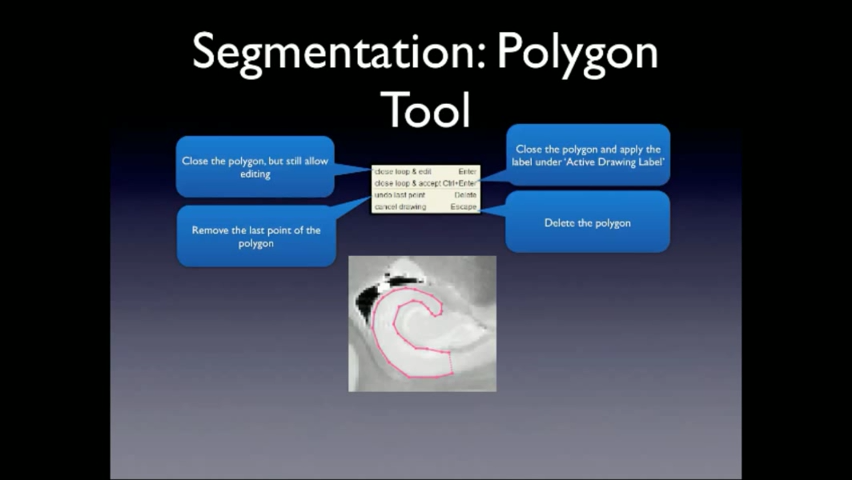 Segmentation: Polygon
Tool
Close the polygon, but still allow
editing
Close the polygon and apply the
label under 'Active Drawing Label'
close loop & edit Enter
close loop & accept Ctrl+Enter
undo last point Delete
cancel drawing Escape
Remove the last point of the
polygon
Delete the polygon